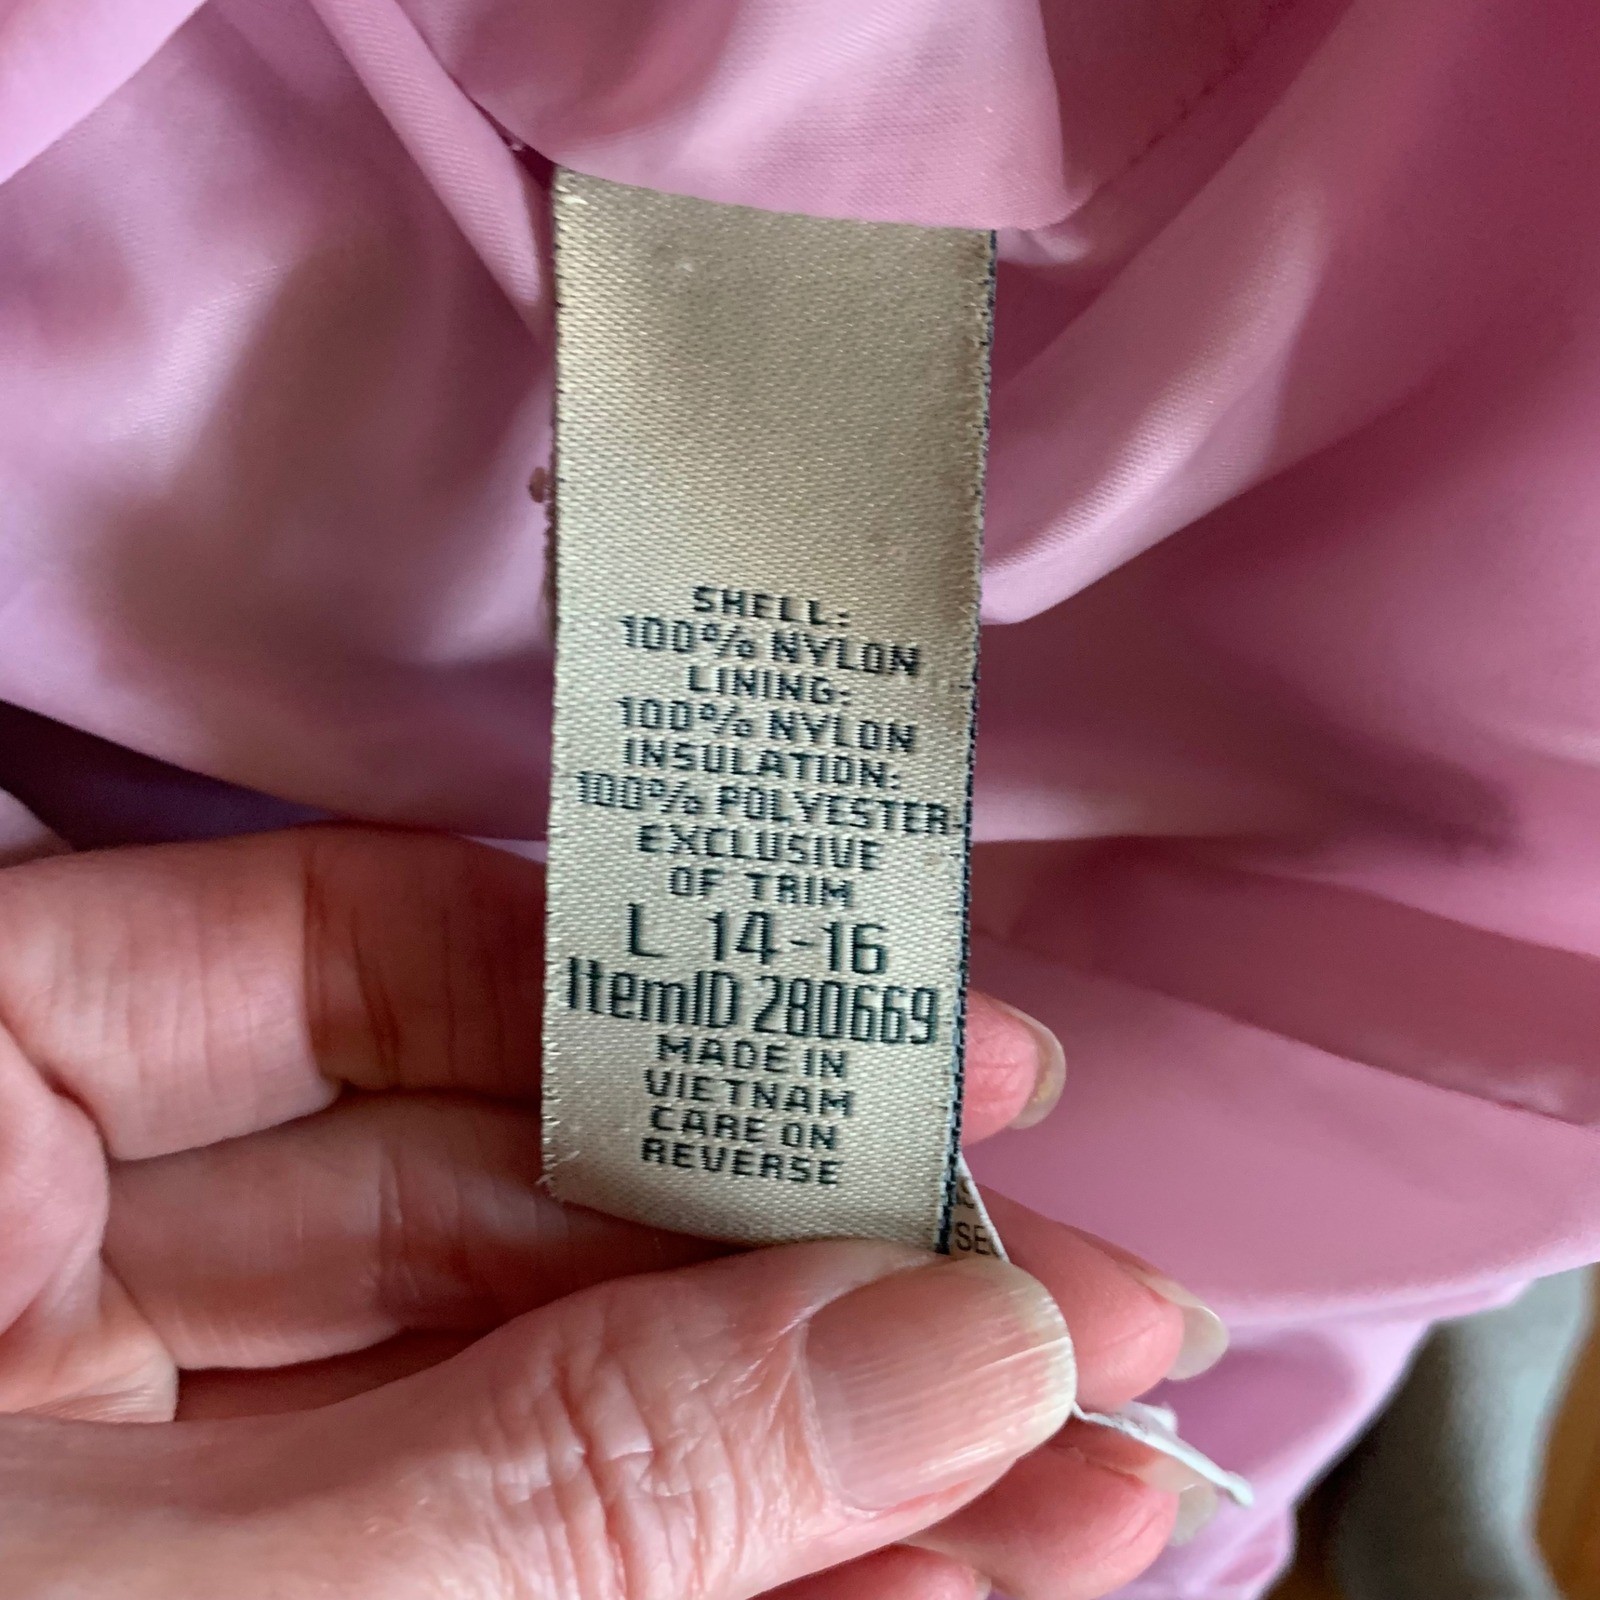 SHELL:
100% NYLON
LINING:
100% NYLON
INSULATION:
100% POLYESTER
EXCLUSIVE
OF TRIM
L 14-16
ItemID 280669
MADE IN
VIETNAM
CARE ON
REVERSE